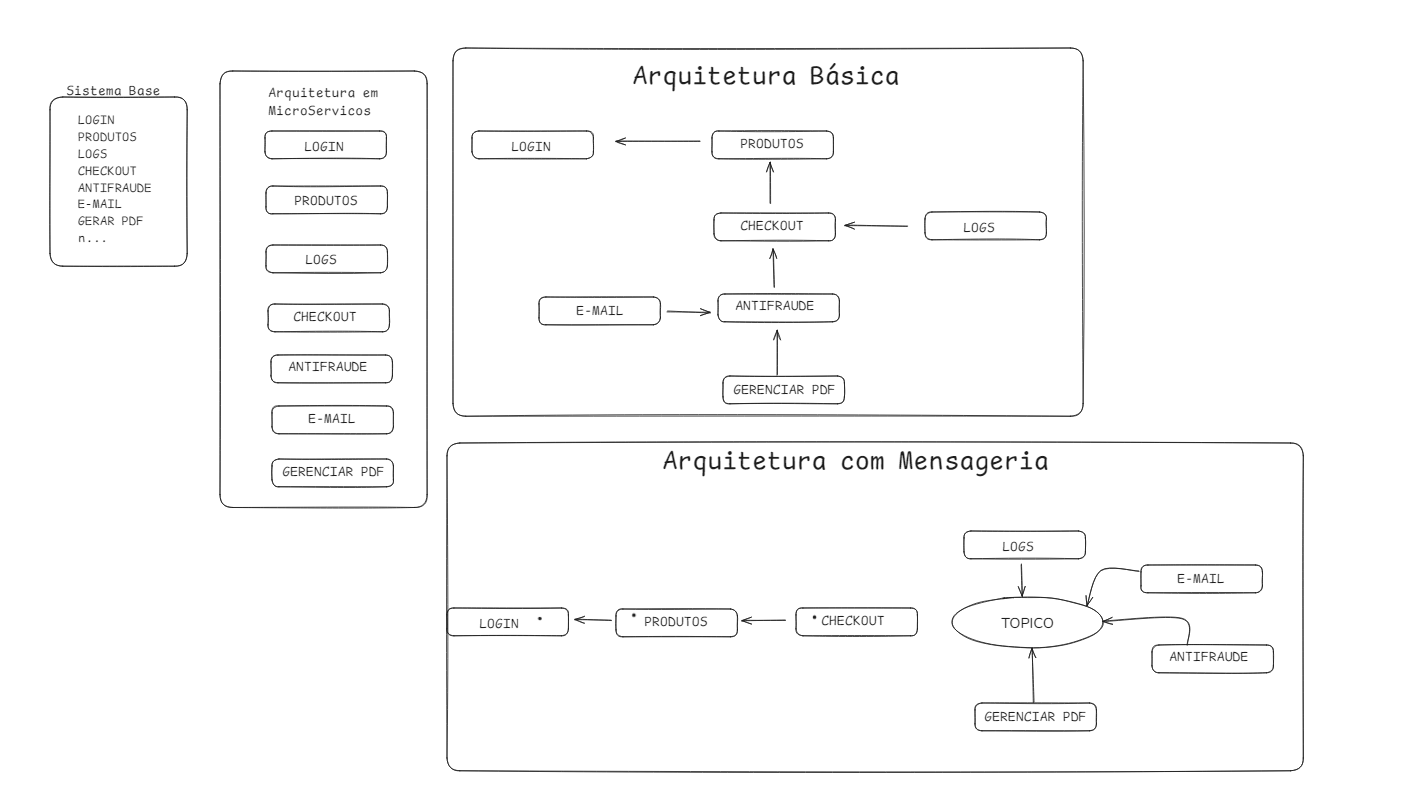 Sistema Base
LOGIN
PRODUTOS
LOGS
CHECKOUT
ANTIFRAUDE
E-MAIL
GERAR PDF
n...
Arquitetura em
MicroServicos
LOGIN
PRODUTOS
LOGS
CHECKOUT
ANTIFRAUDE
E-MAIL
GERENCIAR PDF
Arquitetura Básica
LOGIN
PRODUTOS
CHECKOUT
LOGS
E-MAIL
ANTIFRAUDE
GERENCIAR PDF
Arquitetura com Mensageria
LOGS
E-MAIL
LOGIN *
* PRODUTOS
* CHECKOUT
TOPICO
ANTIFRAUDE
GERENCIAR PDF